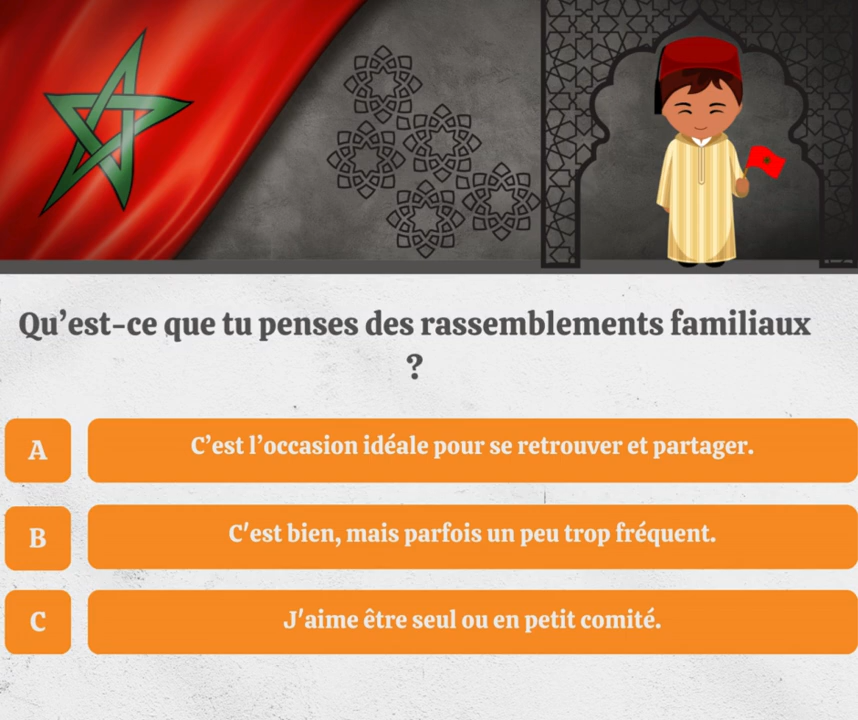 Qu’est-ce que tu penses des rassemblements familiaux
?
A
C’est l’occasion idéale pour se retrouver et partager.
B
C'est bien, mais parfois un peu trop fréquent.
C
J'aime être seul ou en petit comité.